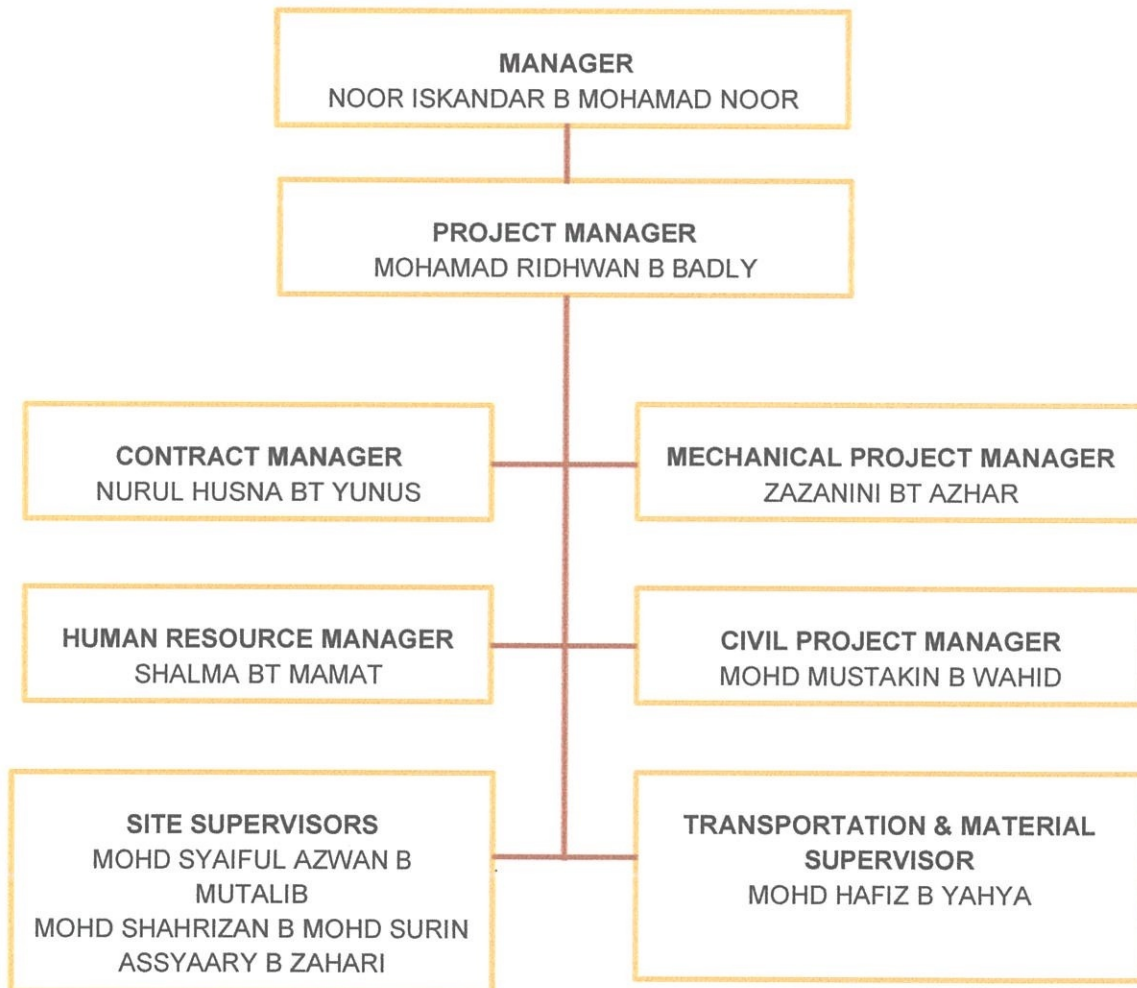 MANAGER
NOOR ISKANDAR B MOHAMAD NOOR
PROJECT MANAGER
MOHAMAD RIDHWAN B BADLY
CONTRACT MANAGER
NURUL HUSNA BT YUNUS
MECHANICAL PROJECT MANAGER
ZAZANINI BT AZHAR
HUMAN RESOURCE MANAGER
SHALMA BT MAMAT
CIVIL PROJECT MANAGER
MOHD MUSTAKIN B WAHID
SITE SUPERVISORS
MOHD SYAIFUL AZWAN B
MUTALIB
MOHD SHAHRIZAN B MOHD SURIN
ASSYAARY B ZAHARI
TRANSPORTATION & MATERIAL
SUPERVISOR
MOHD HAFIZ B YAHYA